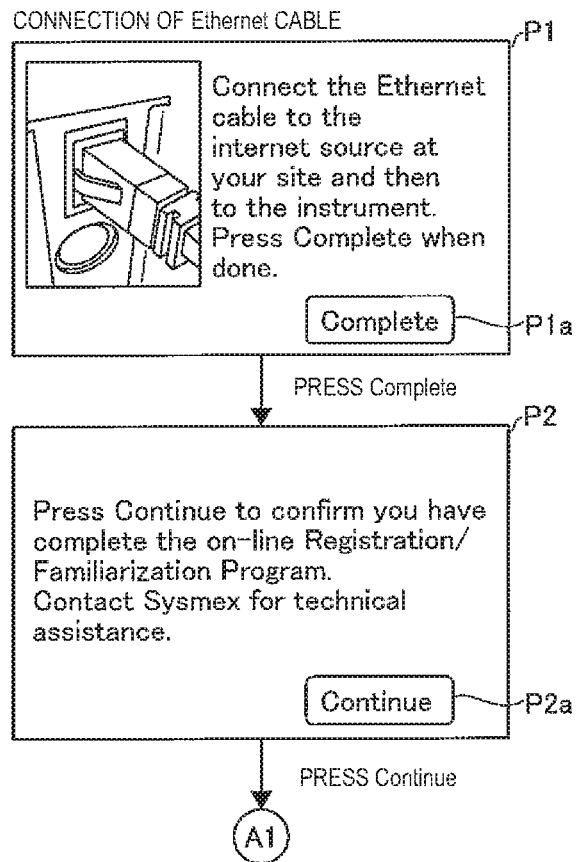 CONNECTION OF Ethernet CABLE
P1
Connect the Ethernet
cable to the
internet source at
your site and then
to the instrument.
Press Complete when
done.
Complete
P1a
PRESS Complete
P2
Press Continue to confirm you have
complete the on-line Registration/
Familiarization Program.
Contact Sysmex for technical
assistance.
Continue
P2a
PRESS Continue
A1